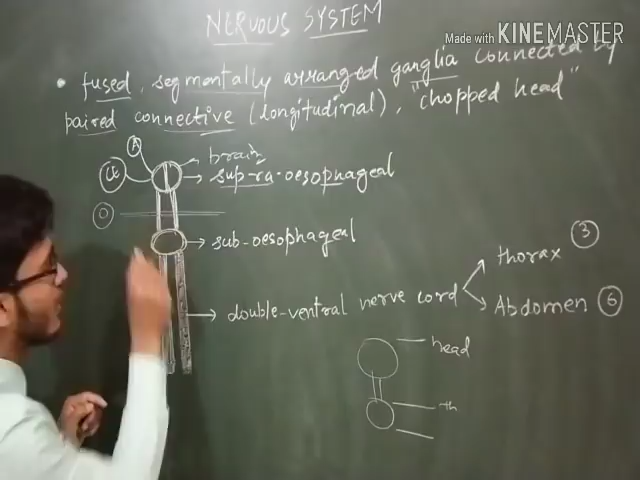 NERVOUS SYSTEM
Made with KINEMASTER
• fused, segmentally arranged ganglia connected by
paired connective (longitudinal), "chopped head"
A
brain
supra-oesophageal
O
sub-oesophageal
thorax 3
double-ventral nerve cord
Abdomen 6
head
th